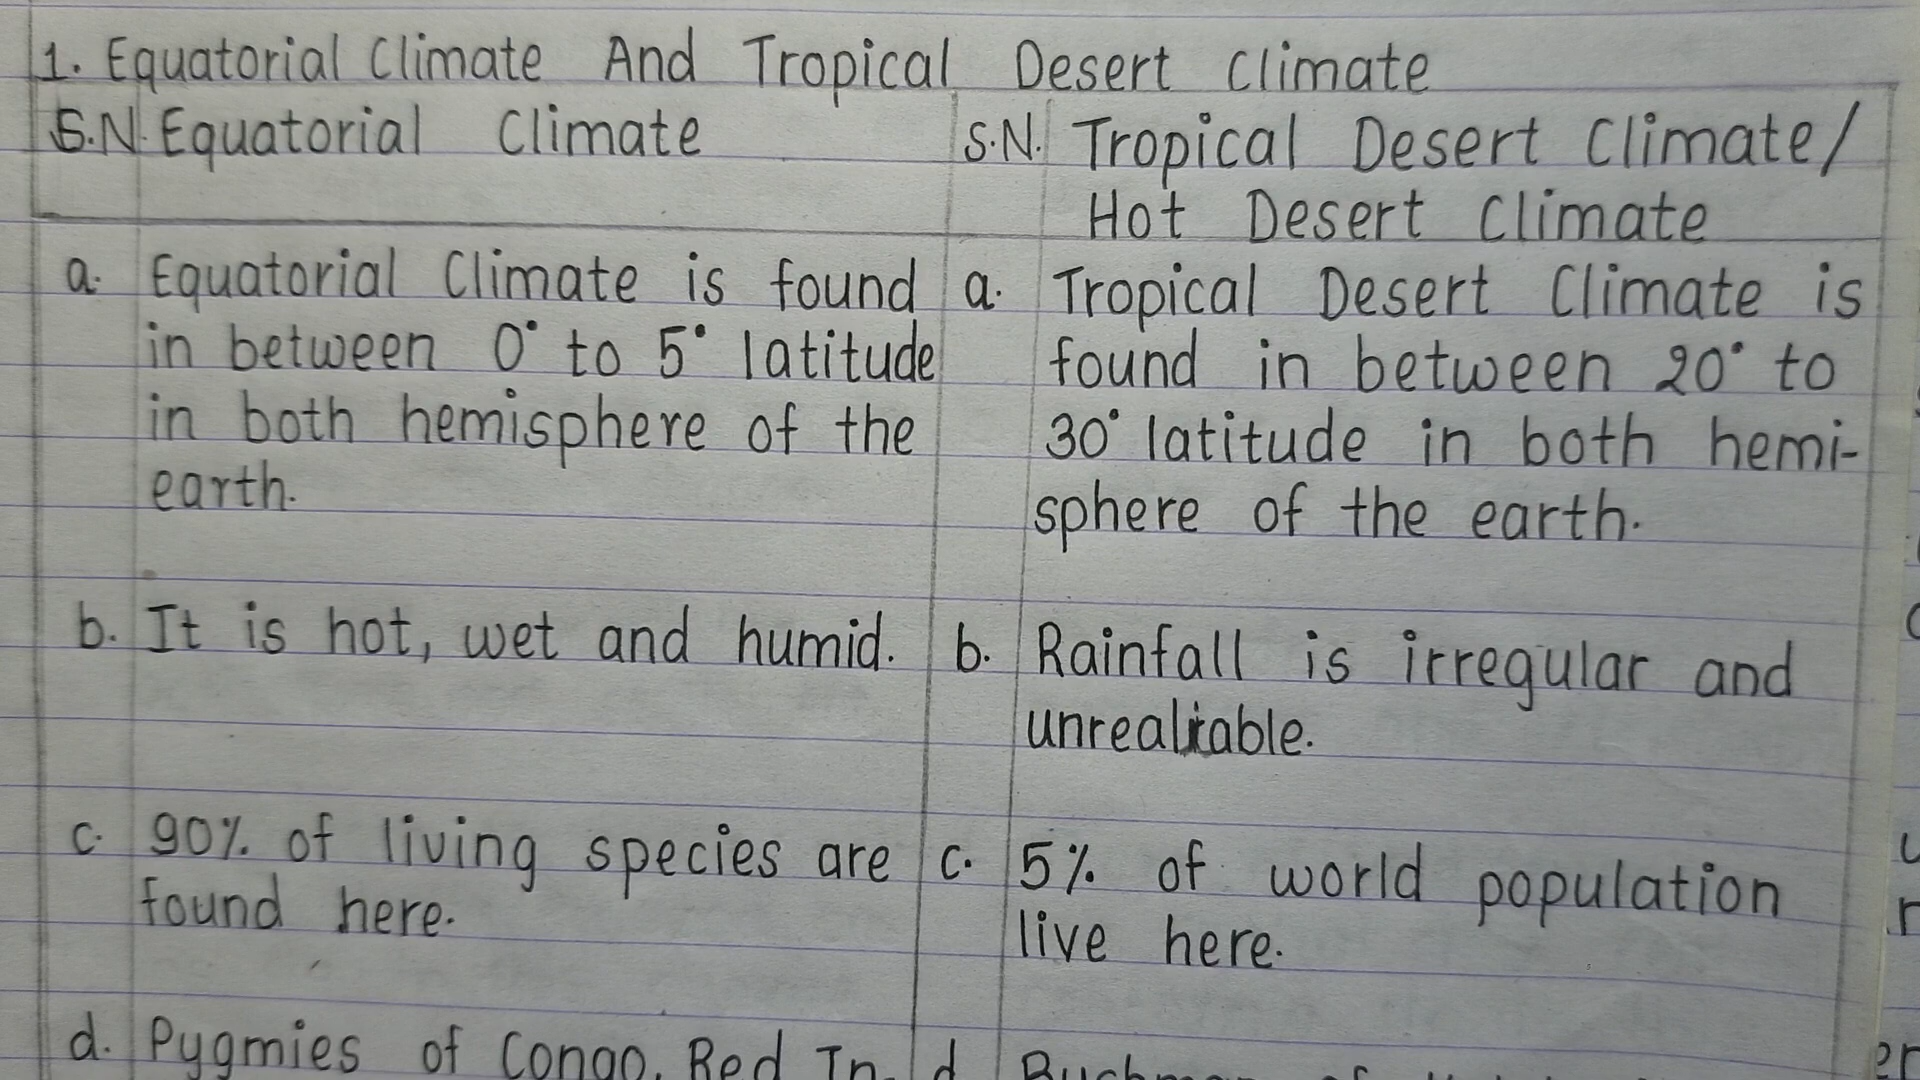 1. Equatorial Climate And Tropical Desert Climate
S.N. Equatorial Climate
a. Equatorial Climate is found
in between 0° to 5° latitude
in both hemisphere of the
earth.
b. It is hot, wet and humid.
c. 90% of living species are
found here.
d. Pygmies of Congo, Red In
S.N. Tropical Desert Climate/
Hot Desert Climate
a. Tropical Desert Climate is
found in between 20° to
30° latitude in both hemi-
sphere of the earth.
b. Rainfall is irregular and
unrealiable.
c. 5% of world population
live here.
d